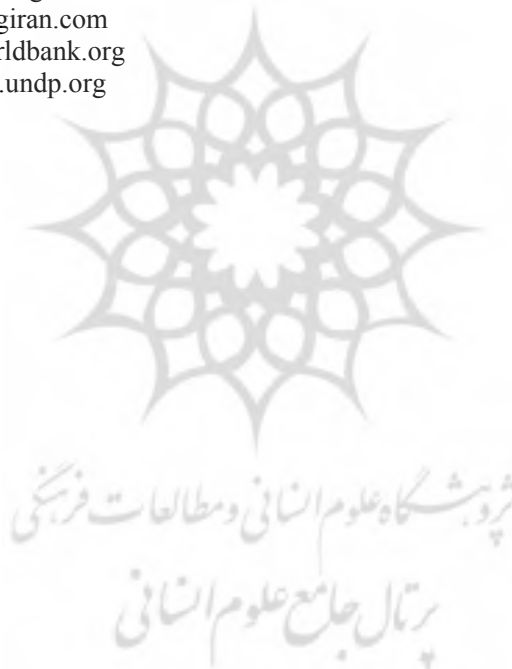 giran.com
rldbank.org
.undp.org
پژوهشگاه علوم انسانی و مطالعات فرهنگی
پرتال جامع علوم انسانی